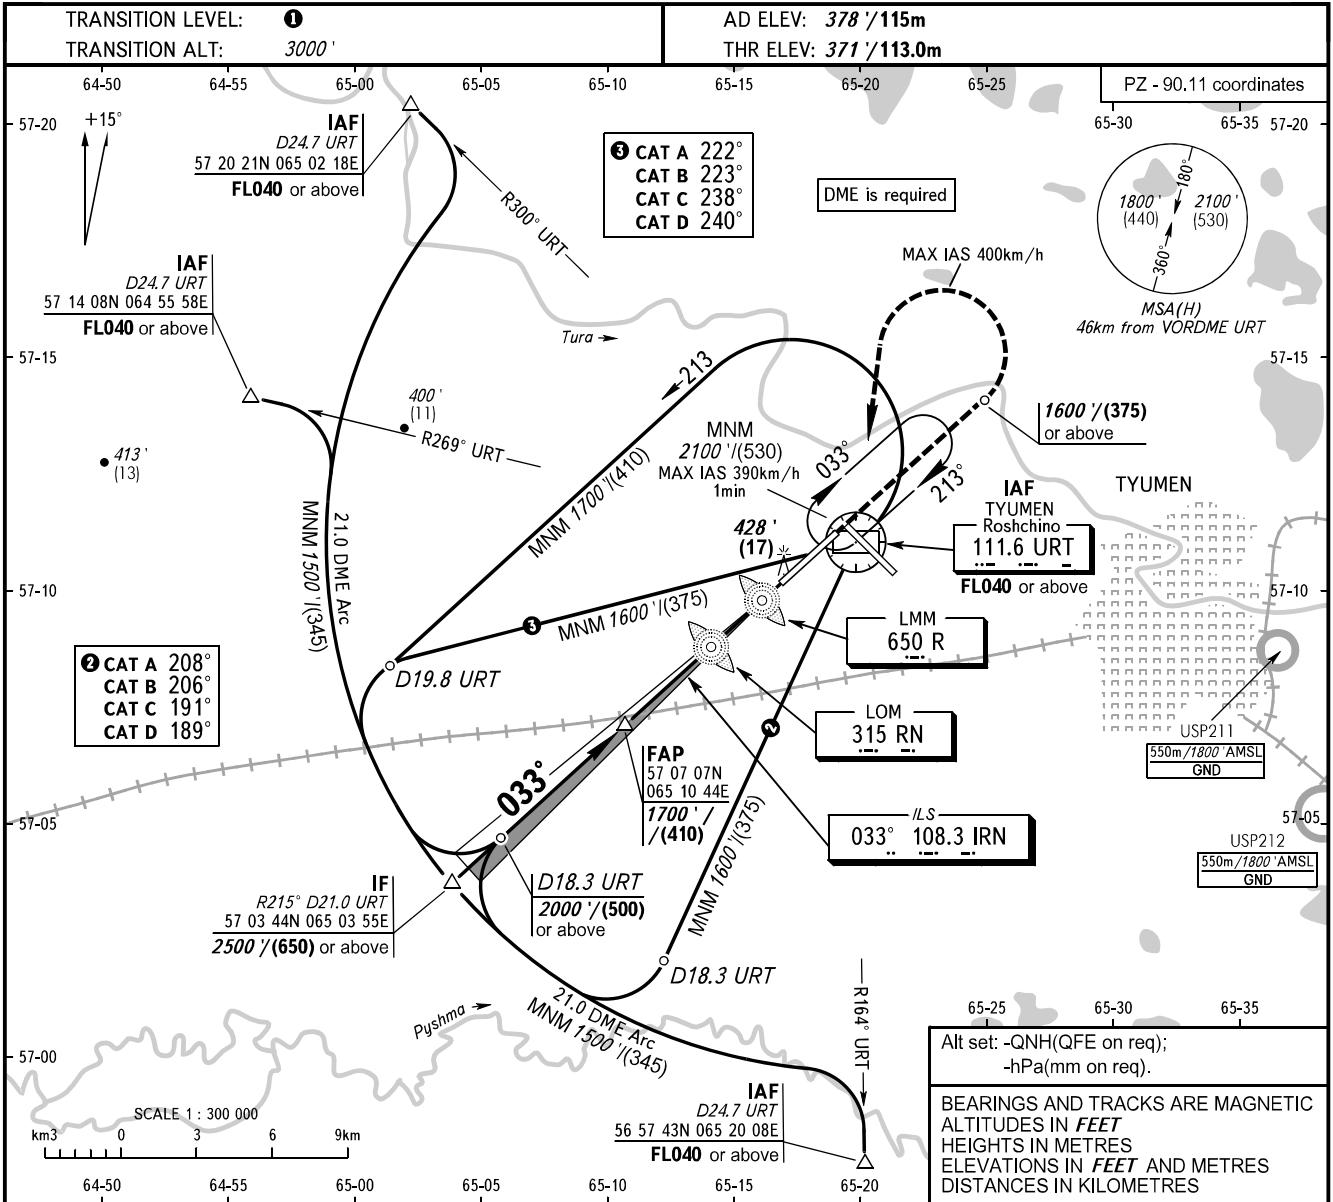 TRANSITION LEVEL: ❶
TRANSITION ALT: 3000 '
AD ELEV: 378 '/115m
THR ELEV: 371 '/113.0m
64-50 64-55 65-00 65-05 65-10 65-15 65-20 65-25
PZ - 90.11 coordinates
65-30 65-35 57-20
57-20
+15°
IAF
D24.7 URT
57 20 21N 065 02 18E
FL040 or above
R300° URT
❸ CAT A 222°
CAT B 223°
CAT C 238°
CAT D 240°
DME is required
1800 '
(440)
2100 '
(530)
180°
360°
MSA(H)
46km from VORDME URT
MAX IAS 400km/h
IAF
D24.7 URT
57 14 08N 064 55 58E
FL040 or above
Tura →
57-15
57-15
213
400 '
(11)
R269° URT
413 '
(13)
1600 '/(375)
or above
MNM
2100 '/(530)
MAX IAS 390km/h
1min
033°
213°
TYUMEN
MNM 1700 '/(410)
21.0 DME Arc
MNM 1500 '/(345)
428 '
(17)
IAF
TYUMEN
Roshchino
111.6 URT
FL040 or above
57-10
57-10
❸
MNM 1600 '/(375)
LMM
650 R
❷ CAT A 208°
CAT B 206°
CAT C 191°
CAT D 189°
D19.8 URT
LOM
315 RN
❷
USP211
550m/1800 'AMSL
GND
FAP
57 07 07N
065 10 44E
1700 '/
/(410)
033°
ILS
033° 108.3 IRN
MNM 1600 '/(375)
57-05
57-05
USP212
550m/1800 'AMSL
GND
IF
R215° D21.0 URT
57 03 44N 065 03 55E
2500 '/(650) or above
D18.3 URT
2000 '/(500)
or above
D18.3 URT
R164° URT
Pyshma →
21.0 DME Arc
MNM 1500 '/(345)
65-25 65-30 65-35
57-00
Alt set: -QNH(QFE on req);
-hPa(mm on req).
IAF
D24.7 URT
56 57 43N 065 20 08E
FL040 or above
SCALE 1 : 300 000
km3 0 3 6 9km
BEARINGS AND TRACKS ARE MAGNETIC
ALTITUDES IN FEET
HEIGHTS IN METRES
ELEVATIONS IN FEET AND METRES
DISTANCES IN KILOMETRES
64-50 64-55 65-00 65-05 65-10 65-15 65-20